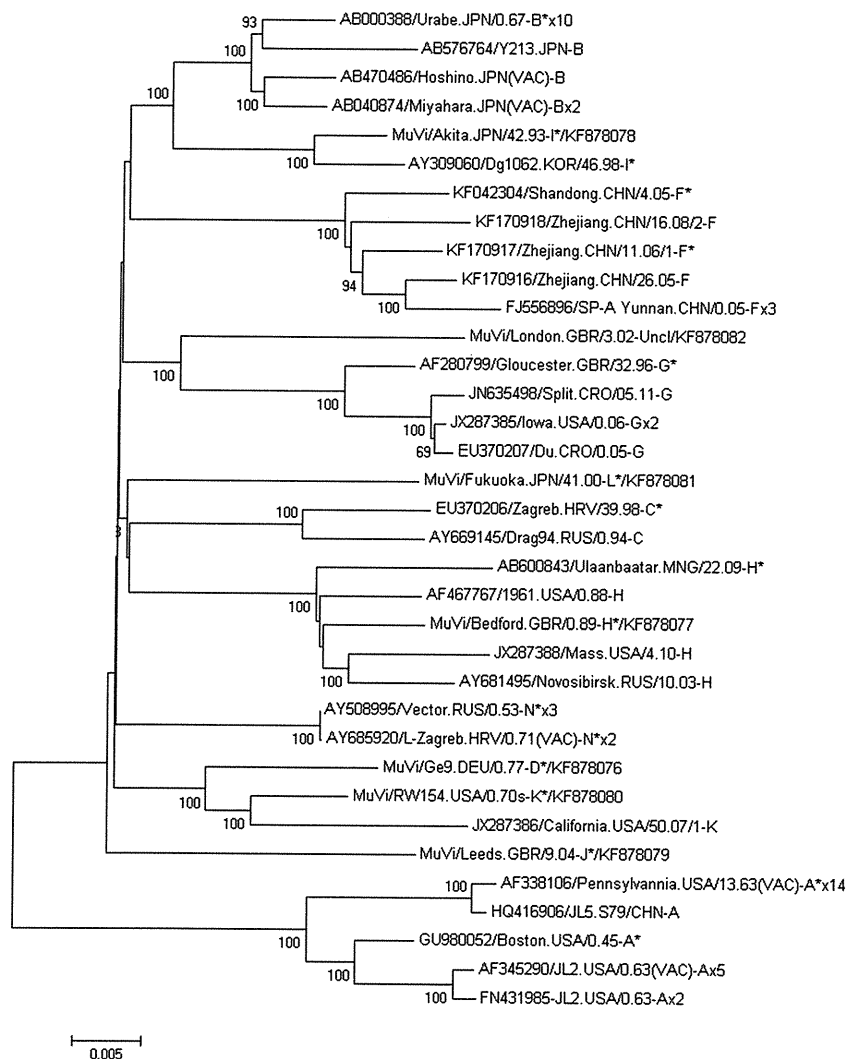 93
AB000388/Urabe.JPN/0.67-B*x10
100
AB576764/Y213.JPN-B
AB470486/Hoshino.JPN(VAC)-B
100
100
AB040874/Miyahara.JPN(VAC)-Bx2
MuVi/Akita.JPN/42.93-I*/KF878078
100
AY309060/Dg1062.KOR/46.98-I*
KF042304/Shandong.CHN/4.05-F*
100
KF170918/Zhejiang.CHN/16.08/2-F
KF170917/Zhejiang.CHN/11.06/1-F*
94
KF170916/Zhejiang.CHN/26.05-F
100
FJ556896/SP-A Yunnan.CHN/0.05-Fx3
MuVi/London.GBR/3.02-Uncl/KF878082
100
AF280799/Gloucester.GBR/32.96-G*
100
JN635498/Split.CRO/05.11-G
100
JX287385/Iowa.USA/0.06-Gx2
69
EU370207/Du.CRO/0.05-G
MuVi/Fukuoka.JPN/41.00-L*/KF878081
100
EU370206/Zagreb.HRV/39.98-C*
3
AY669145/Drag94.RUS/0.94-C
AB600843/Ulaanbaatar.MNG/22.09-H*
100
AF467767/1961.USA/0.88-H
MuVi/Bedford.GBR/0.89-H*/KF878077
JX287388/Mass.USA/4.10-H
100
AY681495/Novosibirsk.RUS/10.03-H
AY508995/Vector.RUS/0.53-N*x3
100
AY685920/L-Zagreb.HRV/0.71(VAC)-N*x2
MuVi/Ge9.DEU/0.77-D*/KF878076
100
MuVi/RW154.USA/0.70s-K*/KF878080
100
JX287386/California.USA/50.07/1-K
MuVi/Leeds.GBR/9.04-J*/KF878079
100
AF338106/Pennsylvannia.USA/13.63(VAC)-A*x14
HQ416906/JL5.S79/CHN-A
100
GU980052/Boston.USA/0.45-A*
100
AF345290/JL2.USA/0.63(VAC)-Ax5
100
FN431985-JL2.USA/0.63-Ax2
0.005